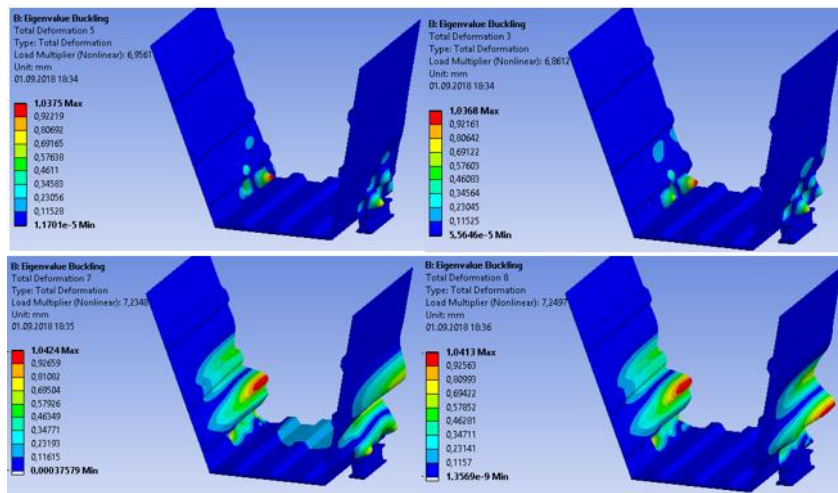 B: Eigenvalue Buckling
Total Deformation 5
Type: Total Deformation
Load Multiplier (Nonlinear): 6,9561
Unit: mm
01.09.2018 18:34
1,0375 Max
0,92219
0,80692
0,69165
0,57638
0,4611
0,34583
0,23056
0,11528
1,1701e-5 Min
B: Eigenvalue Buckling
Total Deformation 3
Type: Total Deformation
Load Multiplier (Nonlinear): 6,8612
Unit: mm
01.09.2018 18:34
1,0368 Max
0,92161
0,80642
0,69122
0,57603
0,46083
0,34564
0,23045
0,11525
5,5646e-5 Min
B: Eigenvalue Buckling
Total Deformation 7
Type: Total Deformation
Load Multiplier (Nonlinear): 7,2348
Unit: mm
01.09.2018 18:35
1,0424 Max
0,92659
0,81082
0,69504
0,57926
0,46349
0,34771
0,23193
0,11615
0,00037579 Min
B: Eigenvalue Buckling
Total Deformation 8
Type: Total Deformation
Load Multiplier (Nonlinear): 7,2497
Unit: mm
01.09.2018 18:36
1,0413 Max
0,92563
0,80993
0,69422
0,57852
0,46281
0,34711
0,23141
0,1157
1,3569e-9 Min